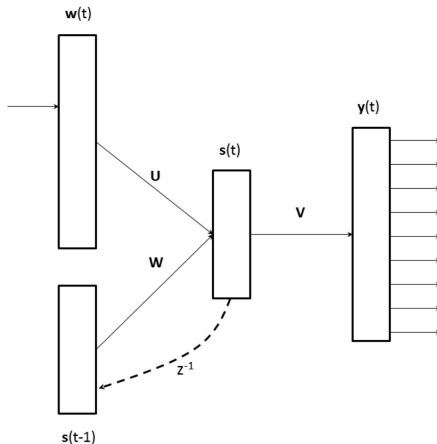 w(t)
y(t)
s(t)
U
V
W
z⁻¹
s(t-1)